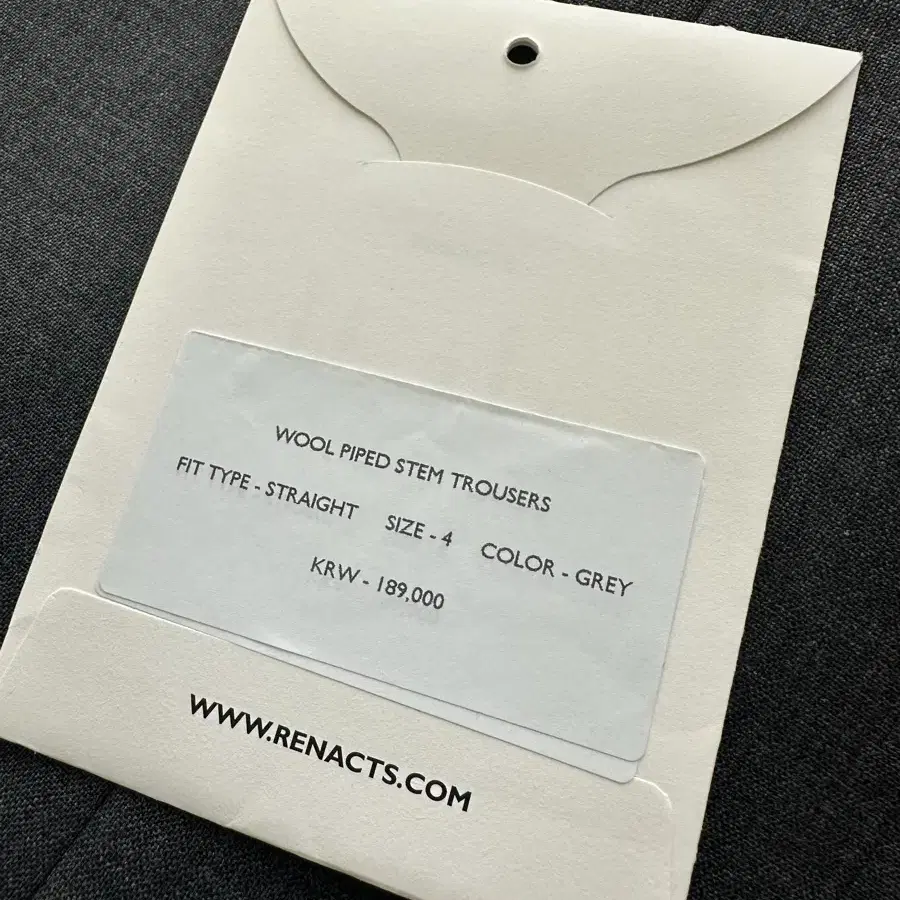 WOOL PIPED STEM TROUSERS
FIT TYPE - STRAIGHT SIZE - 4 COLOR - GREY
KRW - 189,000
WWW.RENACTS.COM